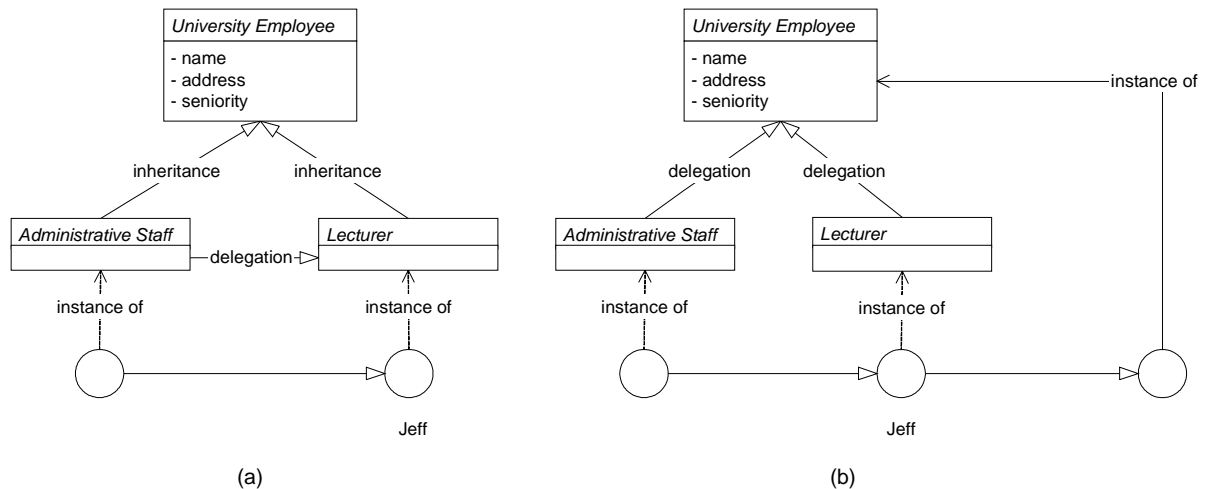 University Employee
- name
- address
- seniority
inheritance
inheritance
Administrative Staff
Lecturer
delegation
instance of
instance of
Jeff
(a)
University Employee
- name
- address
- seniority
instance of
delegation
delegation
Administrative Staff
Lecturer
instance of
instance of
Jeff
(b)